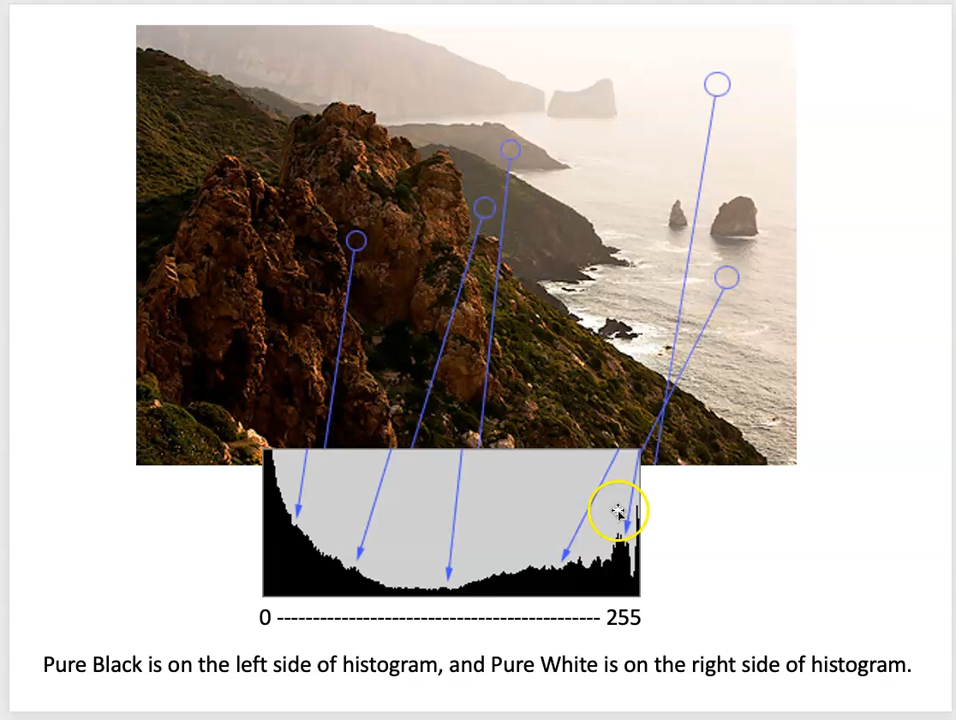 0 ------------------------------------ 255
Pure Black is on the left side of histogram, and Pure White is on the right side of histogram.